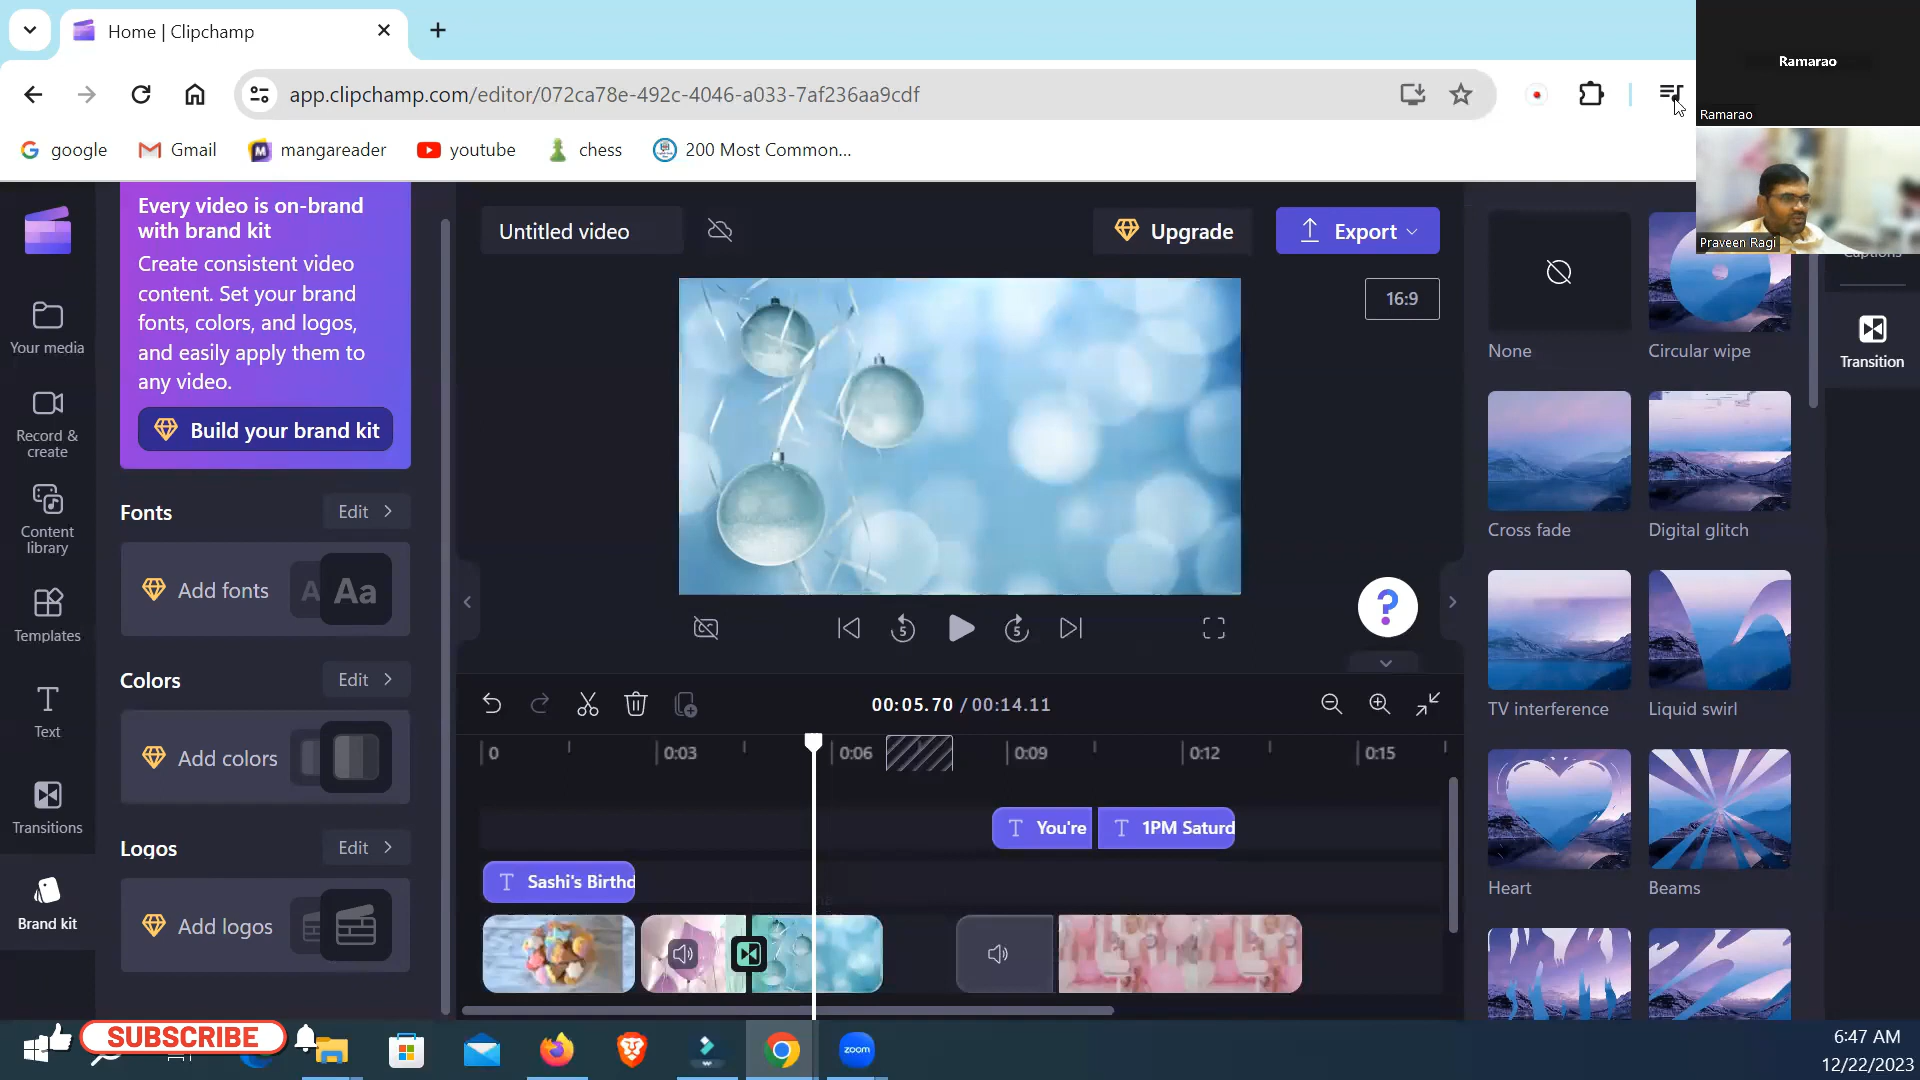 Home | Clipchamp
Ramarao
app.clipchamp.com/editor/072ca78e-492c-4046-a033-7af236aa9cdf
Ramarao
google
Gmail
mangareader
youtube
chess
200 Most Common...
Praveen Ragi
Every video is on-brand
with brand kit
Create consistent video
content. Set your brand
fonts, colors, and logos,
and easily apply them to
any video.
Build your brand kit
Untitled video
Upgrade
Export
16:9
Captions
Your media
Record &
create
Content
library
Templates
Text
Transitions
Brand kit
Fonts
Edit
Add fonts
Aa
Colors
Edit
Add colors
Logos
Edit
Add logos
None
Circular wipe
Transition
Cross fade
Digital glitch
TV interference
Liquid swirl
Heart
Beams
5
5
?
00:05.70 / 00:14.11
0
0:03
0:06
0:09
0:12
0:15
T You're
T 1PM Saturd
T Sashi's Birthd
SUBSCRIBE
zoom
6:47 AM
12/22/2023